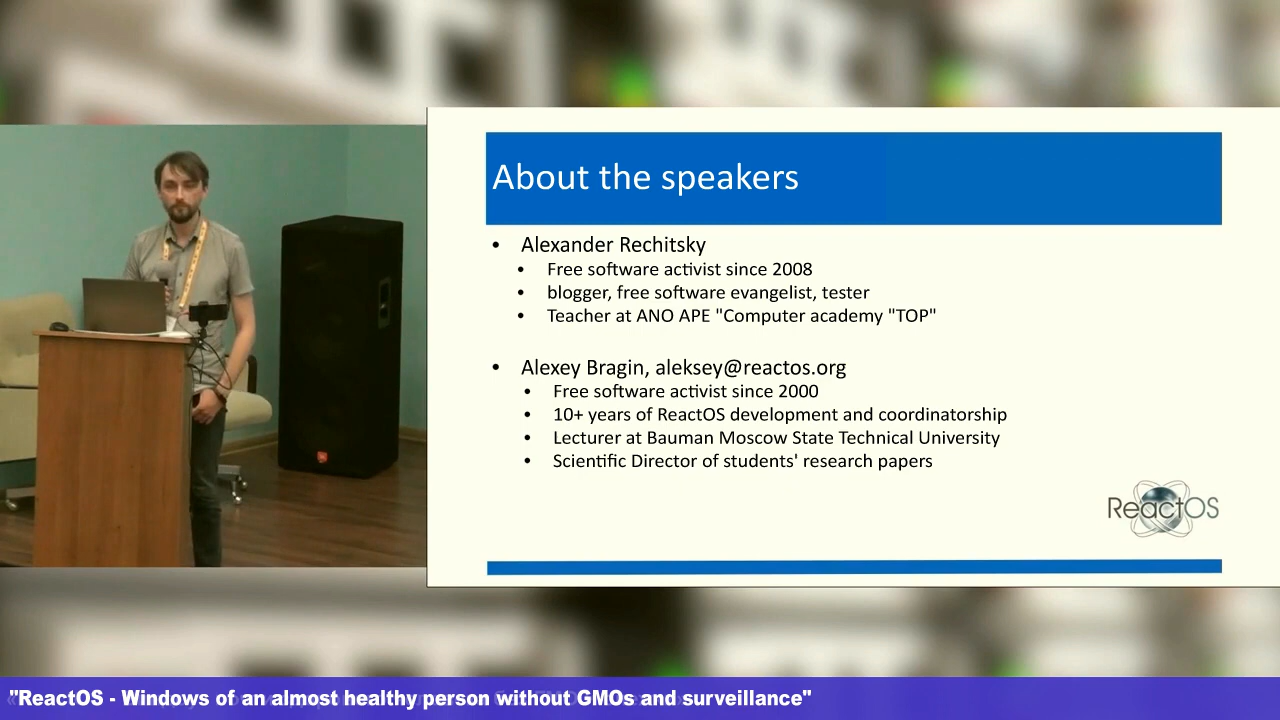 About the speakers
• Alexander Rechitsky
• Free software activist since 2008
• blogger, free software evangelist, tester
• Teacher at ANO APE "Computer academy "TOP"
• Alexey Bragin, aleksey@reactos.org
• Free software activist since 2000
• 10+ years of ReactOS development and coordinatorship
• Lecturer at Bauman Moscow State Technical University
• Scientific Director of students' research papers
ReactOS
"ReactOS - Windows of an almost healthy person without GMOs and surveillance"